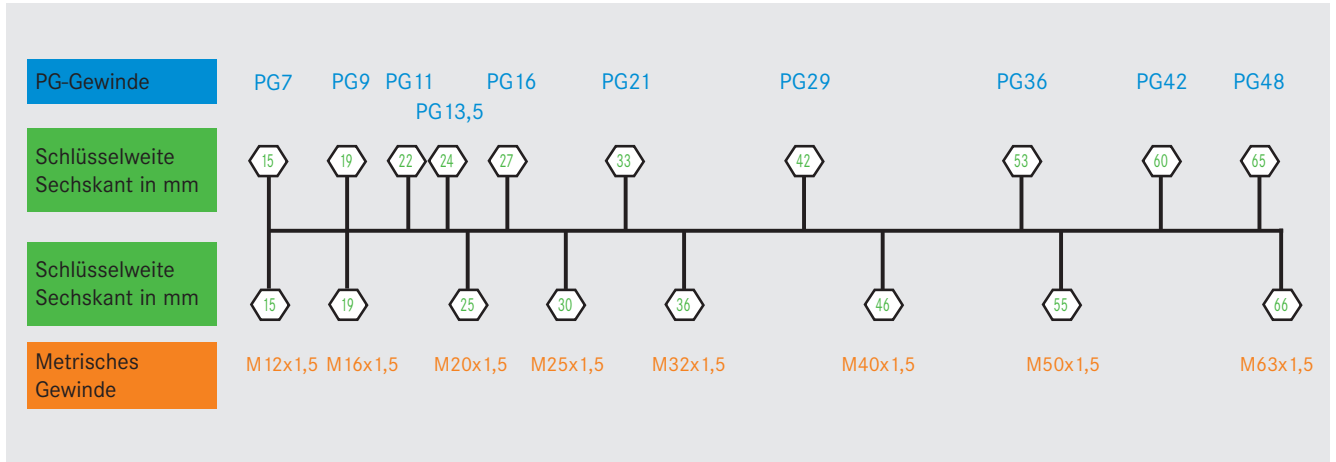 PG-Gewinde
PG7 PG9 PG11 PG16 PG21 PG29 PG36 PG42 PG48
PG13,5
Schlüsselweite
Sechskant in mm
15 19 22 24 27 33 42 53 60 65
Schlüsselweite
Sechskant in mm
15 19 25 30 36 46 55 66
Metrisches
Gewinde
M12x1,5 M16x1,5 M20x1,5 M25x1,5 M32x1,5 M40x1,5 M50x1,5 M63x1,5